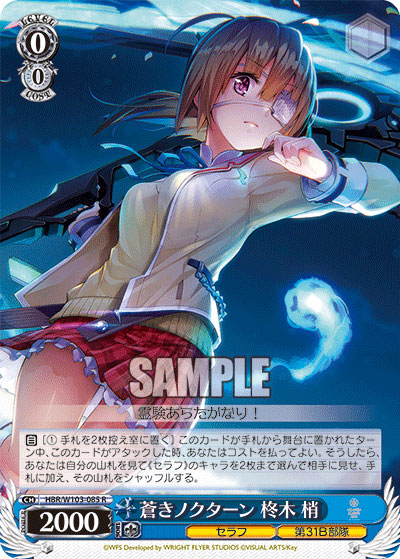 LEVEL
0
0
COST
SAMPLE
霊験あらたがなり！
【自】［① 手札を2枚控え室に置く］ このカードが手札から舞台に置かれたター
ン中、このカードがアタックした時、あなたはコストを払ってよい。そうしたら、
あなたは自分の山札を見て《セラフ》のキャラを2枚まで選んで相手に見せ、手
札に加え、その山札をシャッフルする。
CH HBR/W103-085 R
2000
蒼きノクターン 柊木 梢
セラフ
第31B部隊
©WFS Developed by WRIGHT FLYER STUDIOS ©VISUAL ARTS/Key